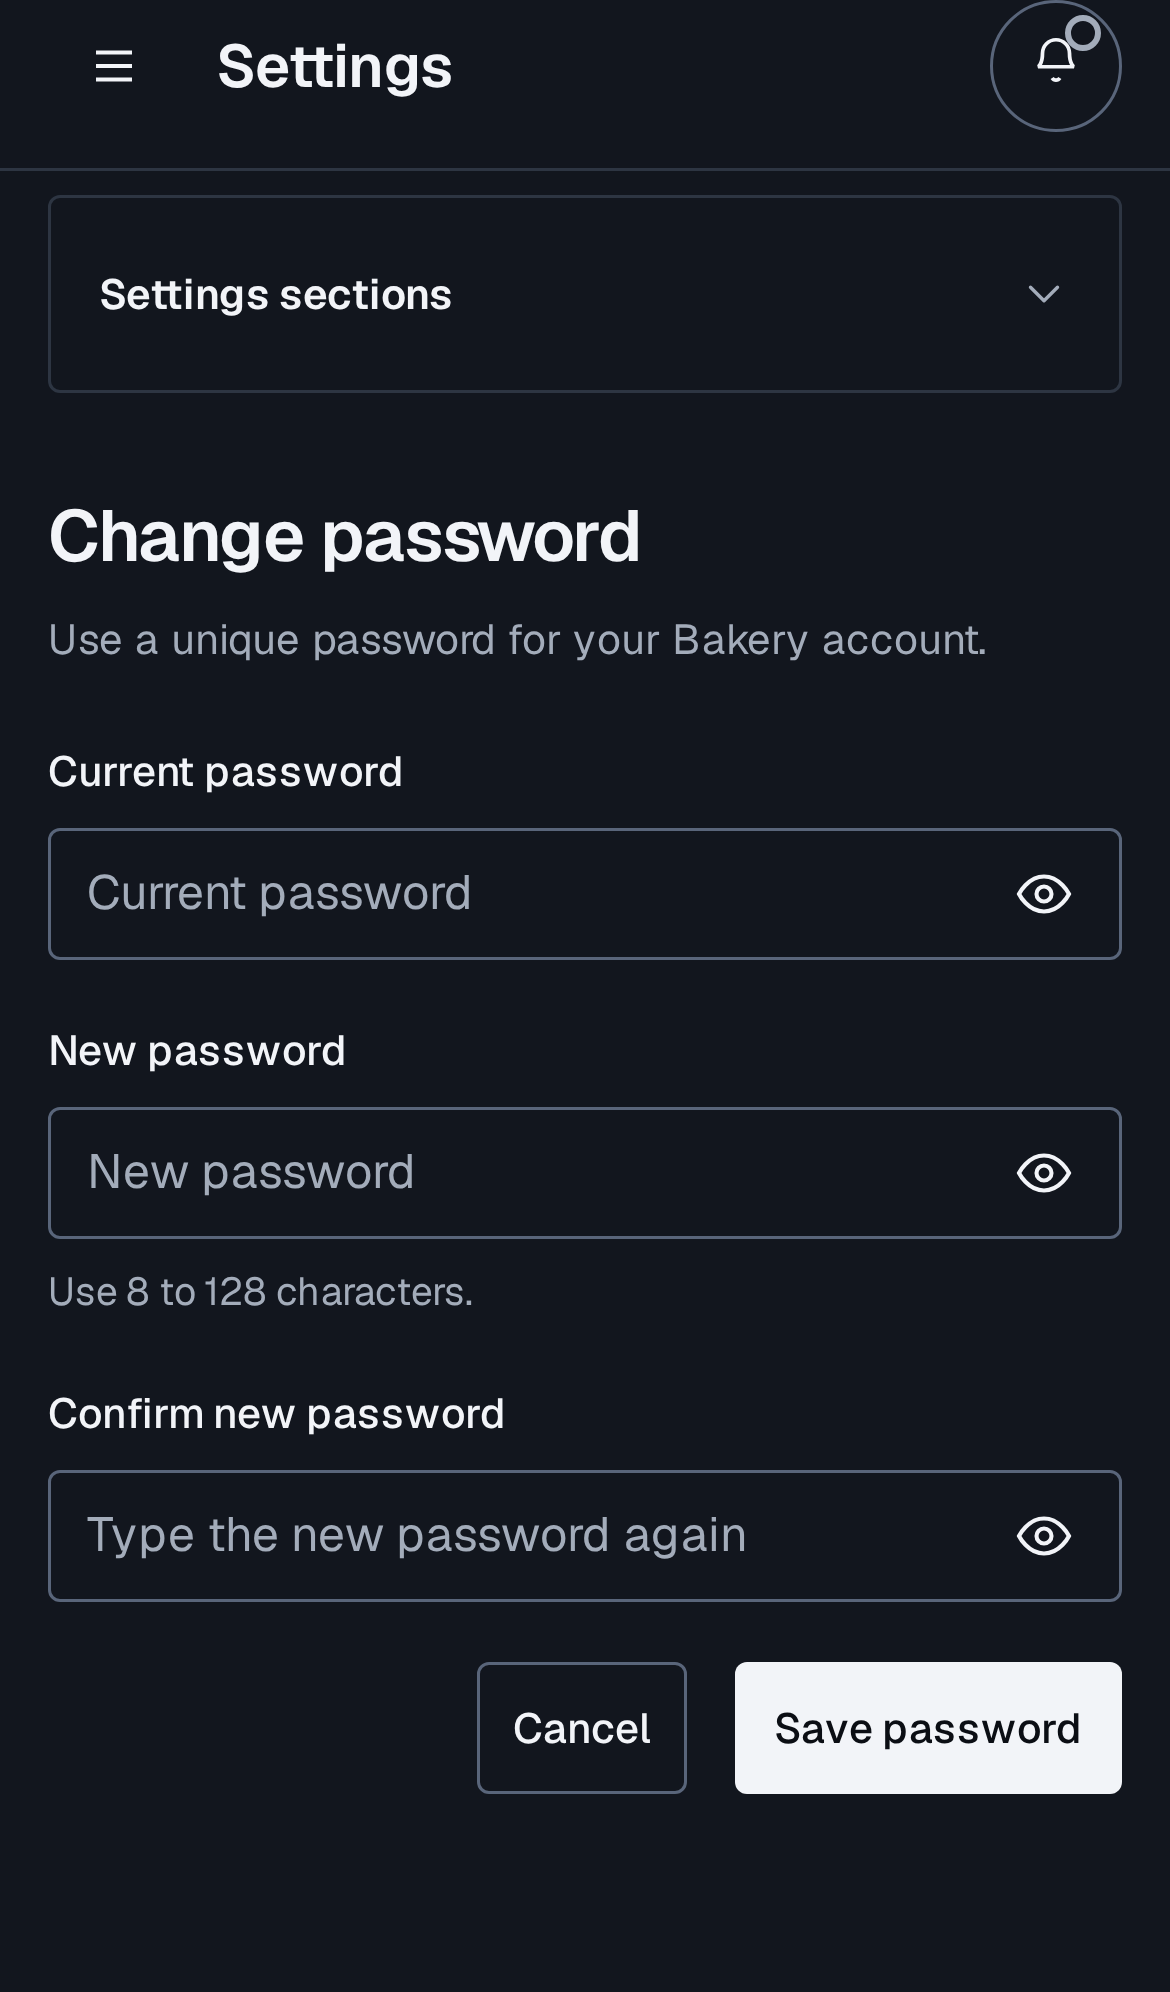 Settings
Settings sections
Change password
Use a unique password for your Bakery account.
Current password
Current password
New password
New password
Use 8 to 128 characters.
Confirm new password
Type the new password again
Cancel
Save password